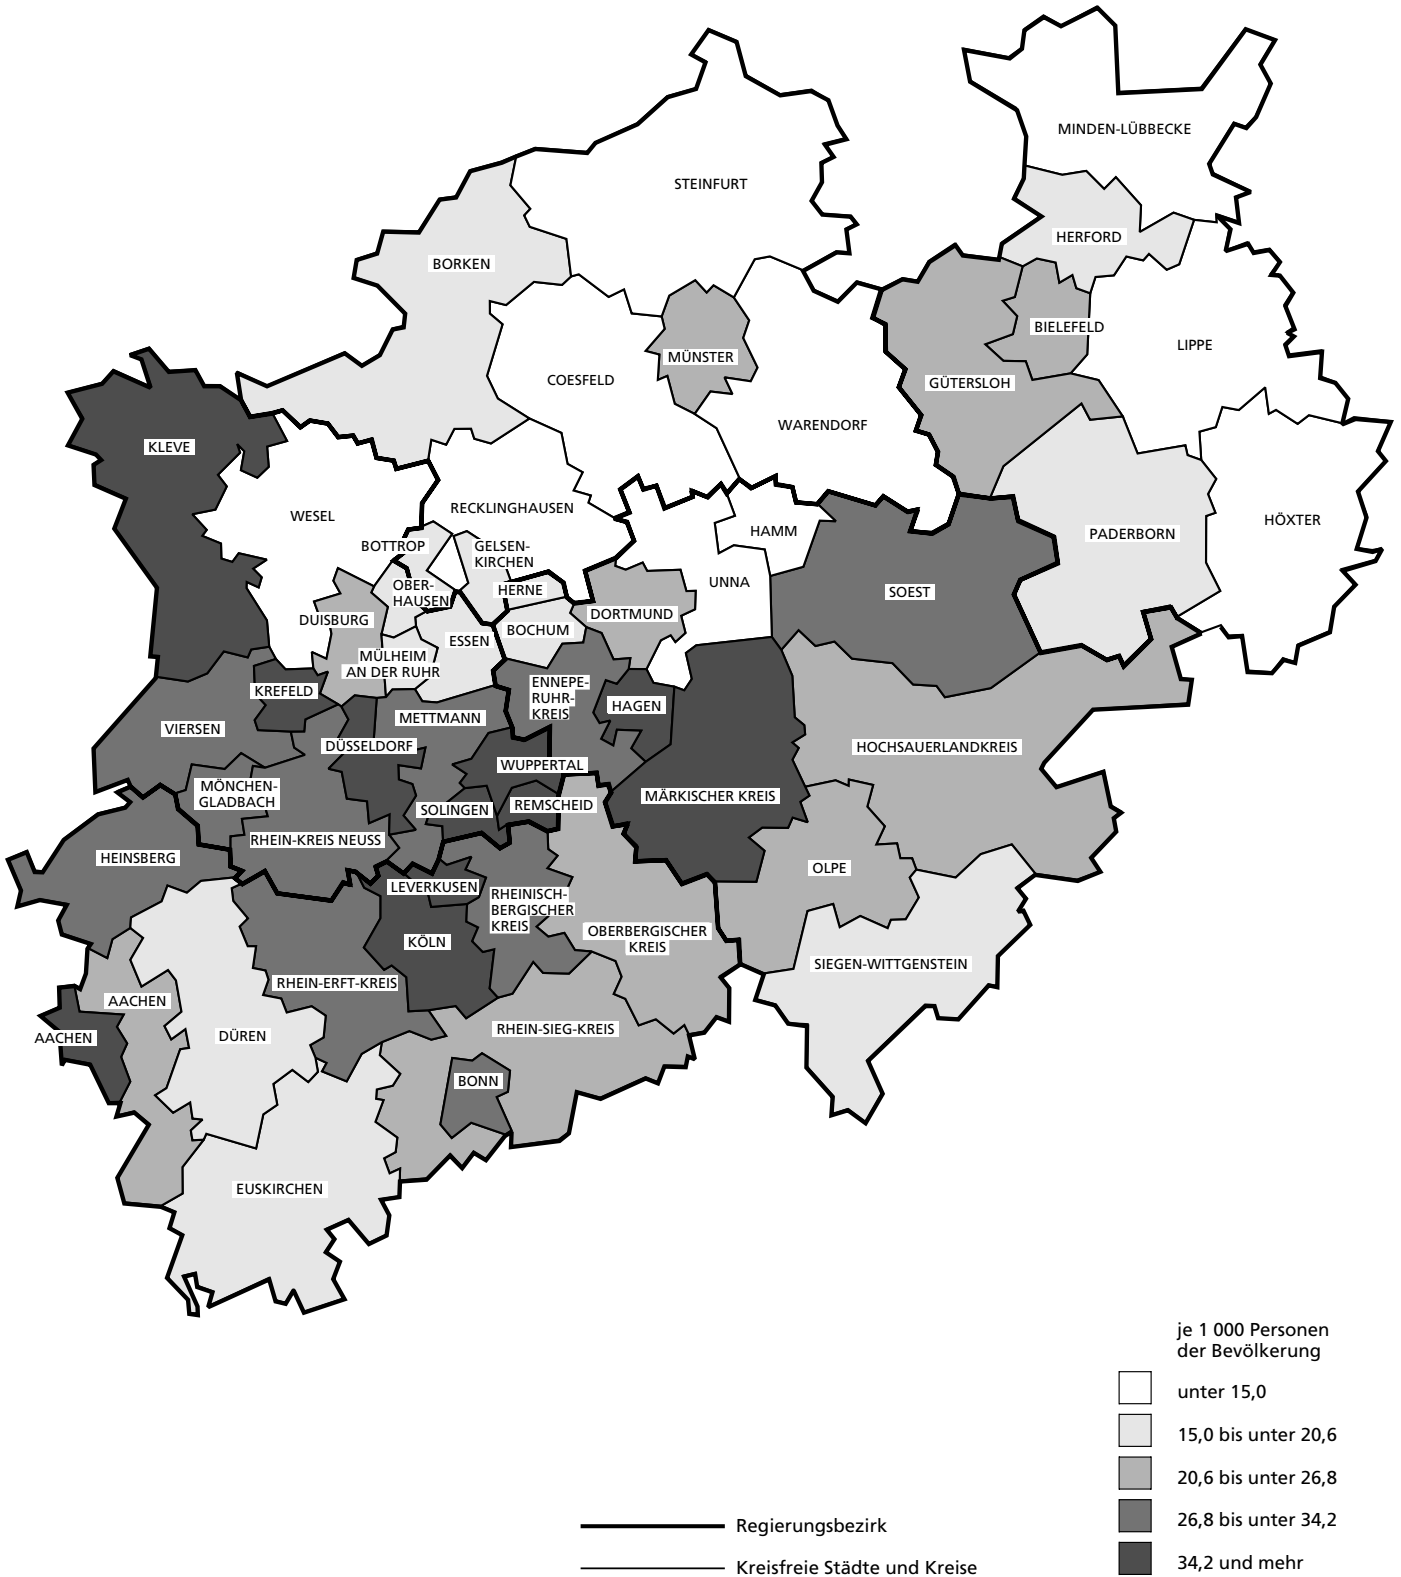 MINDEN-LÜBBECKE
STEINFURT
HERFORD
BORKEN
BIELEFELD
LIPPE
MÜNSTER
COESFELD
GÜTERSLOH
WARENDORF
KLEVE
RECKLINGHAUSEN
WESEL
HÖXTER
HAMM
PADERBORN
BOTTROP
GELSEN-
KIRCHEN
UNNA
OBER-
HAUSEN
HERNE
SOEST
DORTMUND
DUISBURG
BOCHUM
ESSEN
MÜLHEIM
AN DER RUHR
KREFELD
ENNEPE-
RUHR-
KREIS
HAGEN
METTMANN
VIERSEN
DÜSSELDORF
HOCHSAUERLANDKREIS
WUPPERTAL
MÖNCHEN-
GLADBACH
MÄRKISCHER KREIS
SOLINGEN
REMSCHEID
RHEIN-KREIS NEUSS
HEINSBERG
OLPE
LEVERKUSEN
RHEINISCH-
BERGISCHER
KREIS
OBERBERGISCHER
KREIS
KÖLN
SIEGEN-WITTGENSTEIN
RHEIN-ERFT-KREIS
AACHEN
RHEIN-SIEG-KREIS
AACHEN
DÜREN
BONN
EUSKIRCHEN
je 1 000 Personen
der Bevölkerung
unter 15,0
15,0 bis unter 20,6
20,6 bis unter 26,8
26,8 bis unter 34,2
34,2 und mehr
Regierungsbezirk
Kreisfreie Städte und Kreise